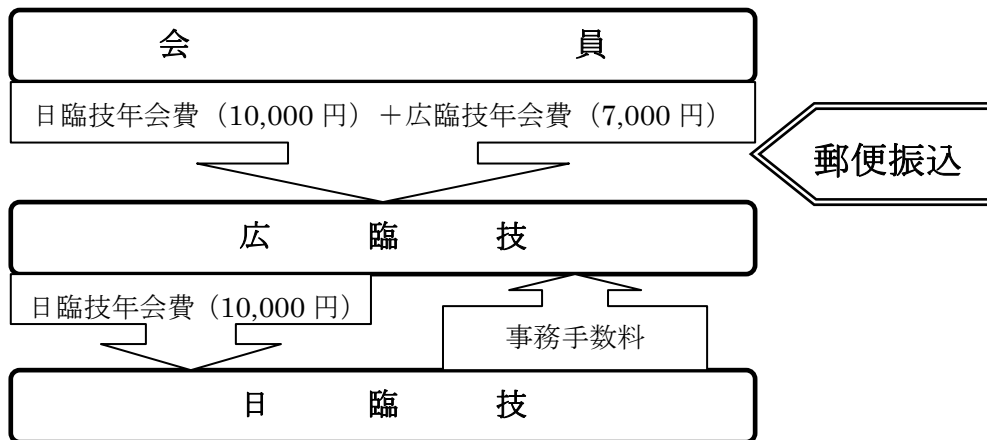 会員
日臨技年会費（10,000 円）＋広臨技年会費（7,000 円）
郵便振込
広臨技
日臨技年会費（10,000 円）
事務手数料
日臨技